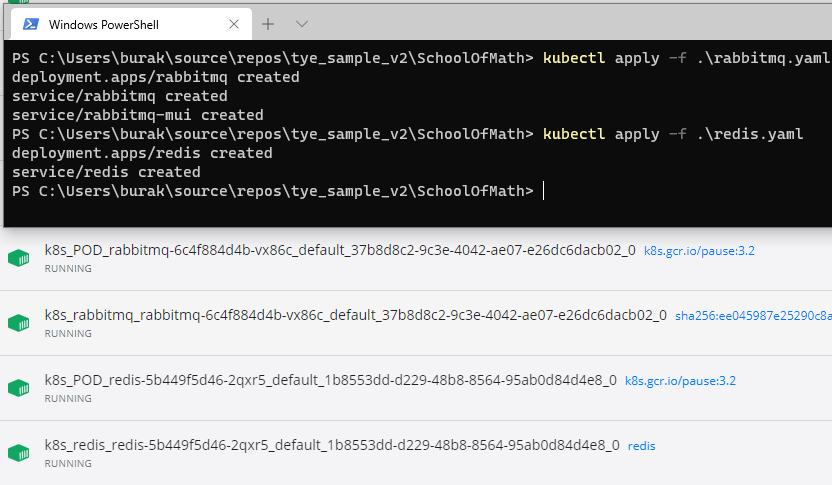 Windows PowerShell
PS C:\Users\burak\source\repos\tye_sample_v2\SchoolOfMath> kubectl apply -f .\rabbitmq.yaml
deployment.apps/rabbitmq created
service/rabbitmq created
service/rabbitmq-mui created
PS C:\Users\burak\source\repos\tye_sample_v2\SchoolOfMath> kubectl apply -f .\redis.yaml
deployment.apps/redis created
service/redis created
PS C:\Users\burak\source\repos\tye_sample_v2\SchoolOfMath>
k8s_POD_rabbitmq-6c4f884d4b-vx86c_default_37b8d8c2-9c3e-4042-ae07-e26dc6dacb02_0 k8s.gcr.io/pause:3.2
RUNNING
k8s_rabbitmq_rabbitmq-6c4f884d4b-vx86c_default_37b8d8c2-9c3e-4042-ae07-e26dc6dacb02_0 sha256:ee045987e25290c8a
RUNNING
k8s_POD_redis-5b449f5d46-2qxr5_default_1b8553dd-d229-48b8-8564-95ab0d84d4e8_0 k8s.gcr.io/pause:3.2
RUNNING
k8s_redis_redis-5b449f5d46-2qxr5_default_1b8553dd-d229-48b8-8564-95ab0d84d4e8_0 redis
RUNNING